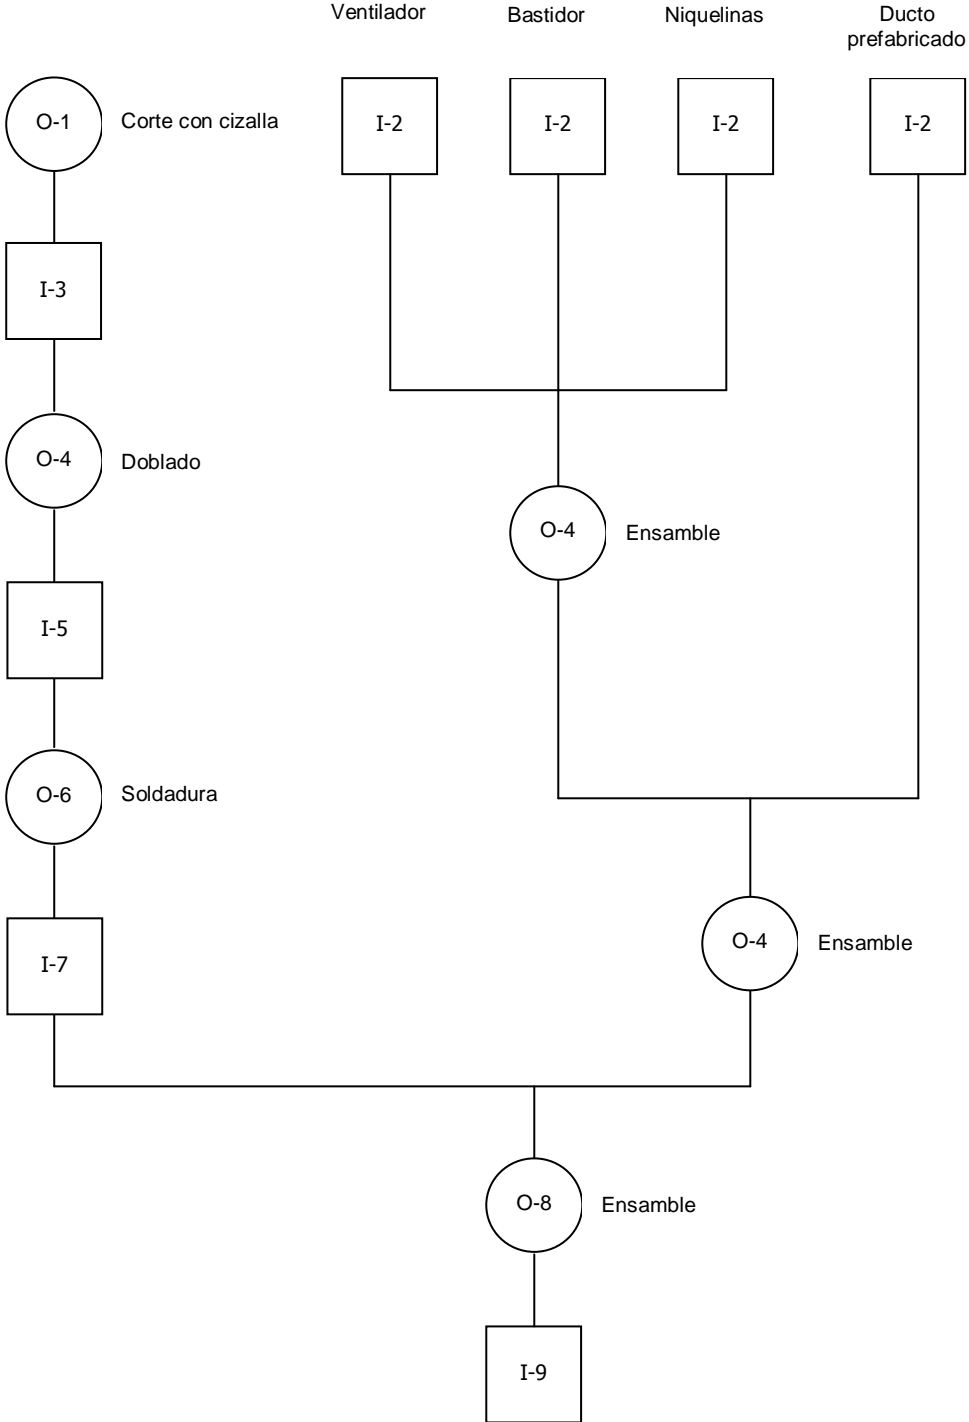 Ventilador
Bastidor
Niquelinas
Ducto
prefabricado
O-1
Corte con cizalla
I-2
I-2
I-2
I-2
I-3
O-4
Doblado
O-4
Ensamble
I-5
O-6
Soldadura
O-4
Ensamble
I-7
O-8
Ensamble
I-9